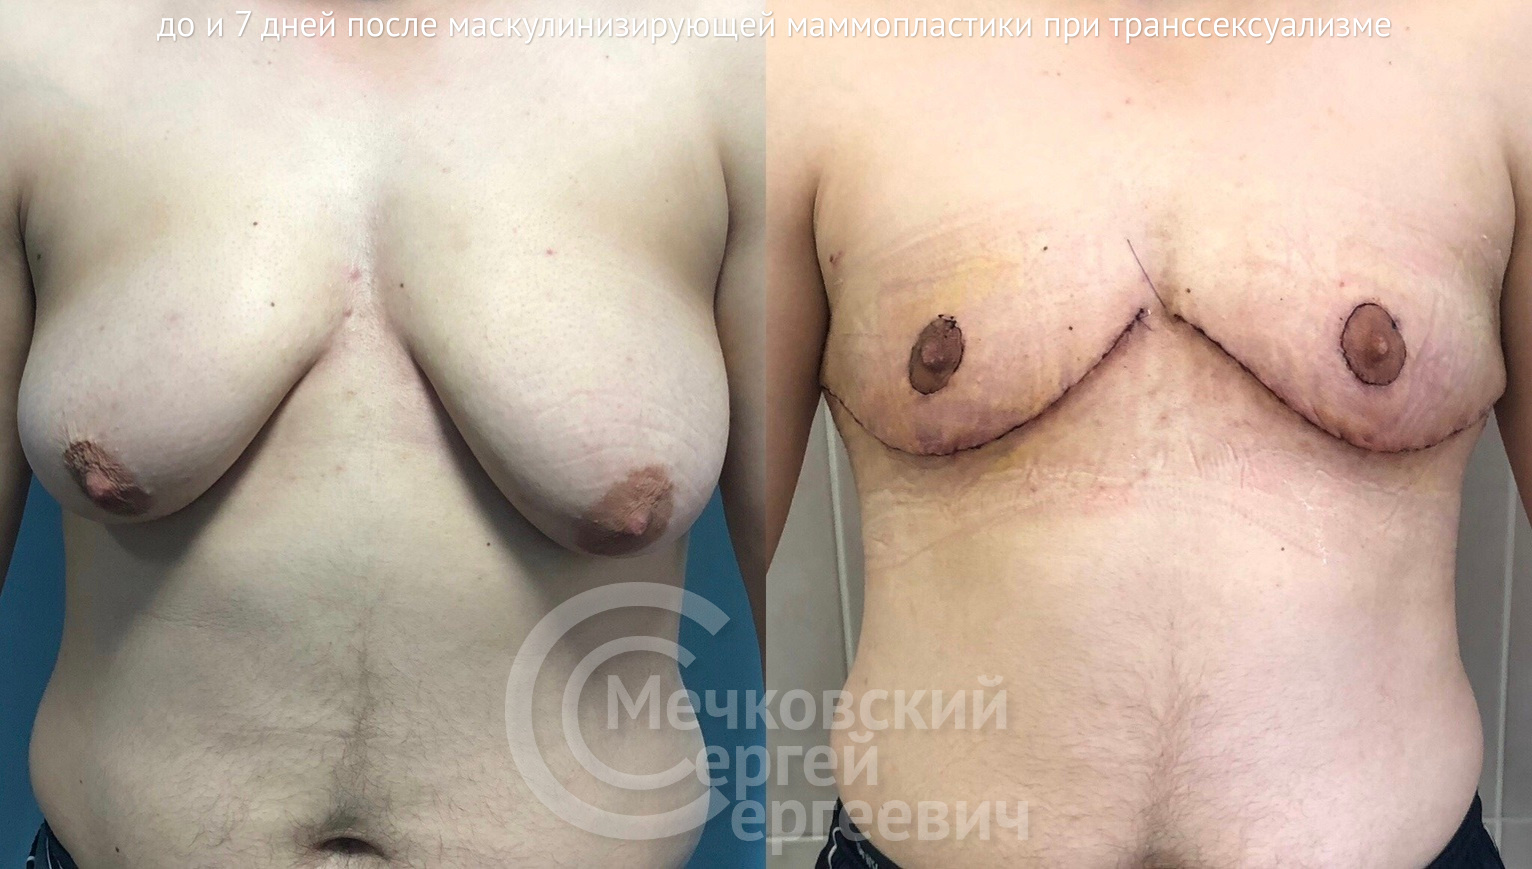 до и 7 дней после маскулинизирующей маммопластики при транссексуализме
Мечковский
Сергей
Сергеевич